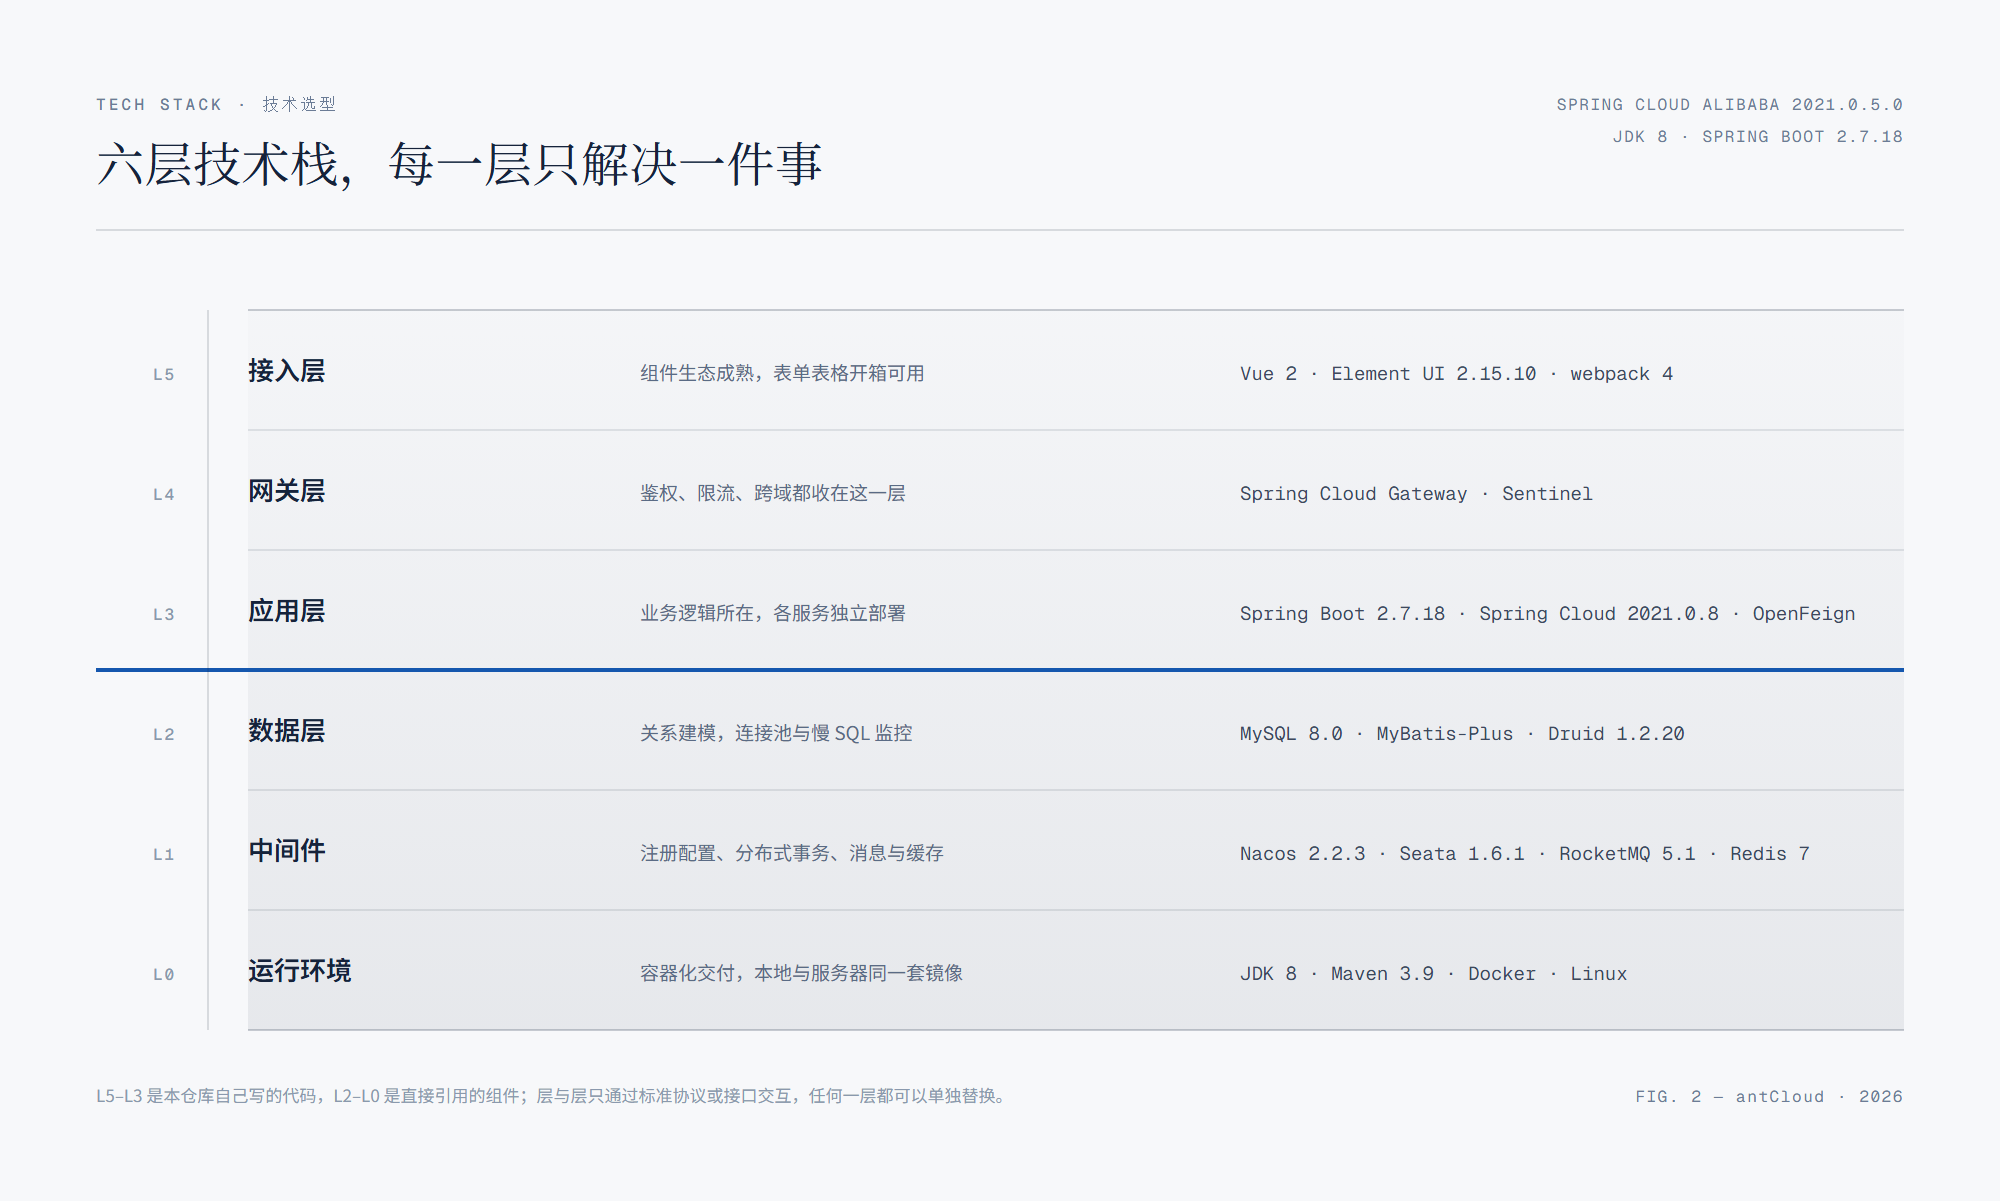 TECH STACK · 技术选型
六层技术栈，每一层只解决一件事
SPRING CLOUD ALIBABA 2021.0.5.0
JDK 8 · SPRING BOOT 2.7.18
L5 接入层 组件生态成熟，表单表格开箱可用 Vue 2 · Element UI 2.15.10 · webpack 4
L4 网关层 鉴权、限流、跨域都收在这一层 Spring Cloud Gateway · Sentinel
L3 应用层 业务逻辑所在，各服务独立部署 Spring Boot 2.7.18 · Spring Cloud 2021.0.8 · OpenFeign
L2 数据层 关系建模，连接池与慢 SQL 监控 MySQL 8.0 · MyBatis-Plus · Druid 1.2.20
L1 中间件 注册配置、分布式事务、消息与缓存 Nacos 2.2.3 · Seata 1.6.1 · RocketMQ 5.1 · Redis 7
L0 运行环境 容器化交付，本地与服务器同一套镜像 JDK 8 · Maven 3.9 · Docker · Linux
L5–L3 是本仓库自己写的代码，L2–L0 是直接引用的组件；层与层只通过标准协议或接口交互，任何一层都可以单独替换。
FIG. 2 — antCloud · 2026